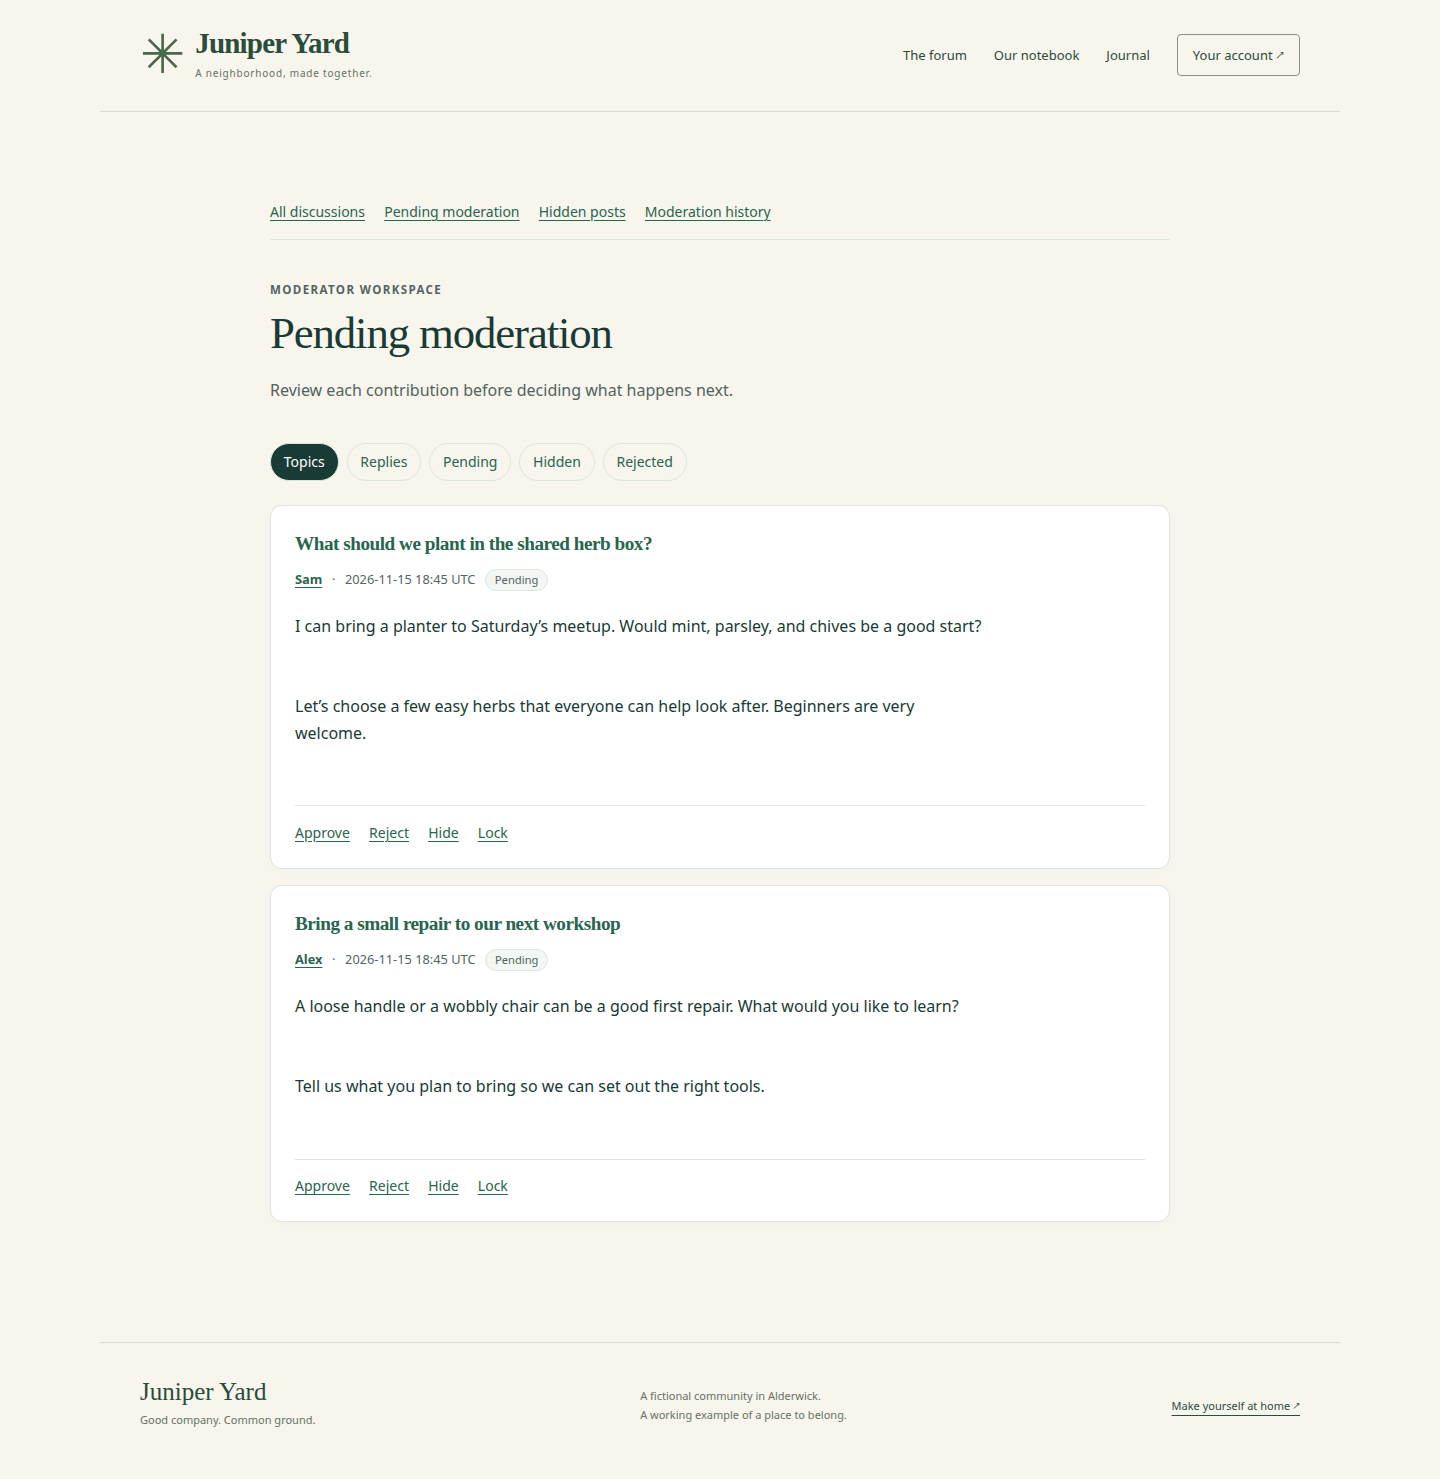 Juniper Yard
A neighborhood, made together.
The forum
Our notebook
Journal
Your account ↗
All discussions
Pending moderation
Hidden posts
Moderation history
MODERATOR WORKSPACE
Pending moderation
Review each contribution before deciding what happens next.
Topics
Replies
Pending
Hidden
Rejected
What should we plant in the shared herb box?
Sam · 2026-11-15 18:45 UTC Pending
I can bring a planter to Saturday’s meetup. Would mint, parsley, and chives be a good start?
Let’s choose a few easy herbs that everyone can help look after. Beginners are very
welcome.
Approve
Reject
Hide
Lock
Bring a small repair to our next workshop
Alex · 2026-11-15 18:45 UTC Pending
A loose handle or a wobbly chair can be a good first repair. What would you like to learn?
Tell us what you plan to bring so we can set out the right tools.
Approve
Reject
Hide
Lock
Juniper Yard
Good company. Common ground.
A fictional community in Alderwick.
A working example of a place to belong.
Make yourself at home ↗